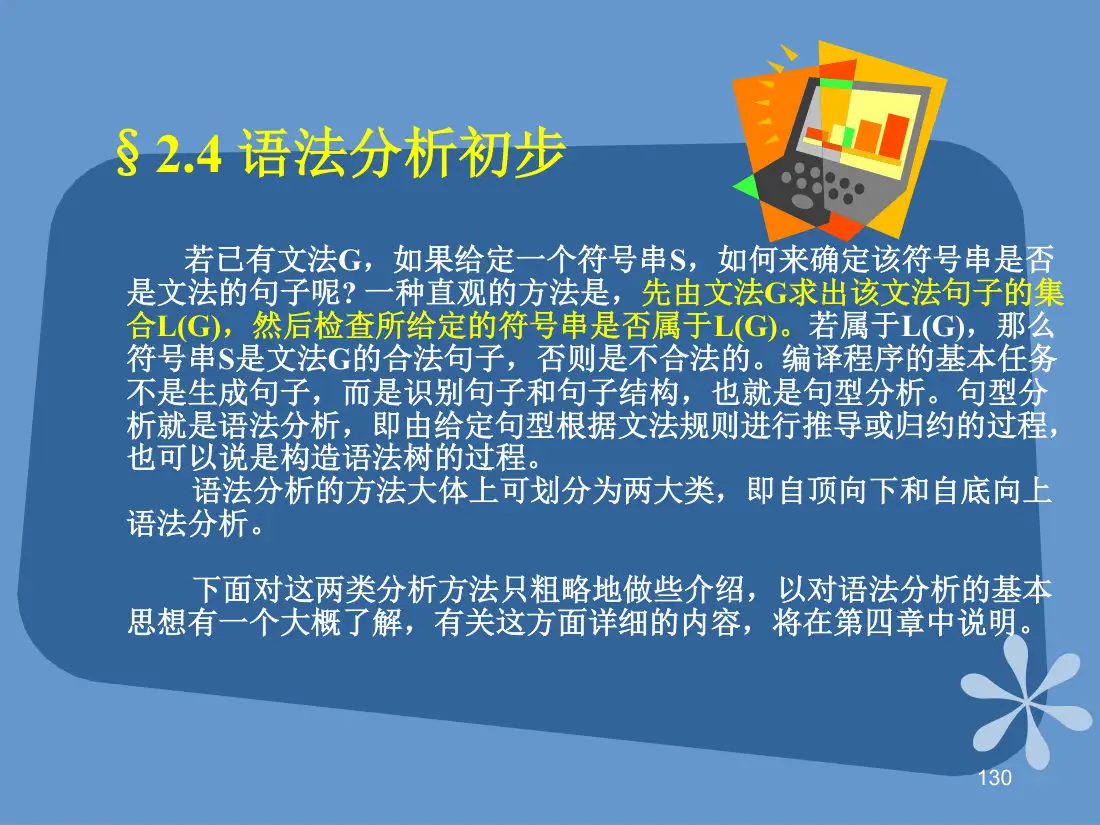 §2.4 语法分析初步
若已有文法G，如果给定一个符号串S，如何来确定该符号串是否
是文法的句子呢? 一种直观的方法是，先由文法G求出该文法句子的集
合L(G)，然后检查所给定的符号串是否属于L(G)。若属于L(G)，那么
符号串S是文法G的合法句子，否则是不合法的。编译程序的基本任务
不是生成句子，而是识别句子和句子结构，也就是句型分析。句型分
析就是语法分析，即由给定句型根据文法规则进行推导或归约的过程，
也可以说是构造语法树的过程。
语法分析的方法大体上可划分为两大类，即自顶向下和自底向上
语法分析。
下面对这两类分析方法只粗略地做些介绍，以对语法分析的基本
思想有一个大概了解，有关这方面详细的内容，将在第四章中说明。
130